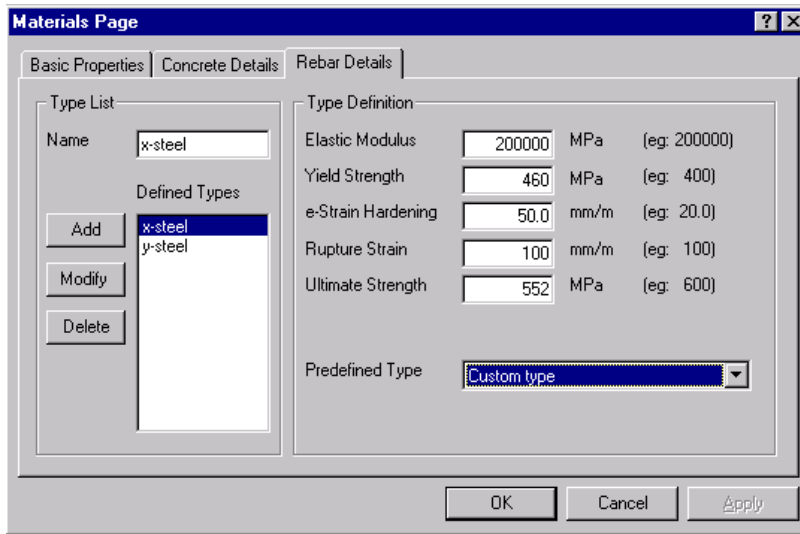 Materials Page
Basic Properties Concrete Details Rebar Details
Type List
Name x-steel
Defined Types
x-steel
y-steel
Add
Modify
Delete
Type Definition
Elastic Modulus 200000 MPa (eg: 200000)
Yield Strength 460 MPa (eg: 400)
e-Strain Hardening 50.0 mm/m (eg: 20.0)
Rupture Strain 100 mm/m (eg: 100)
Ultimate Strength 552 MPa (eg: 600)
Predefined Type Custom type
OK Cancel Apply